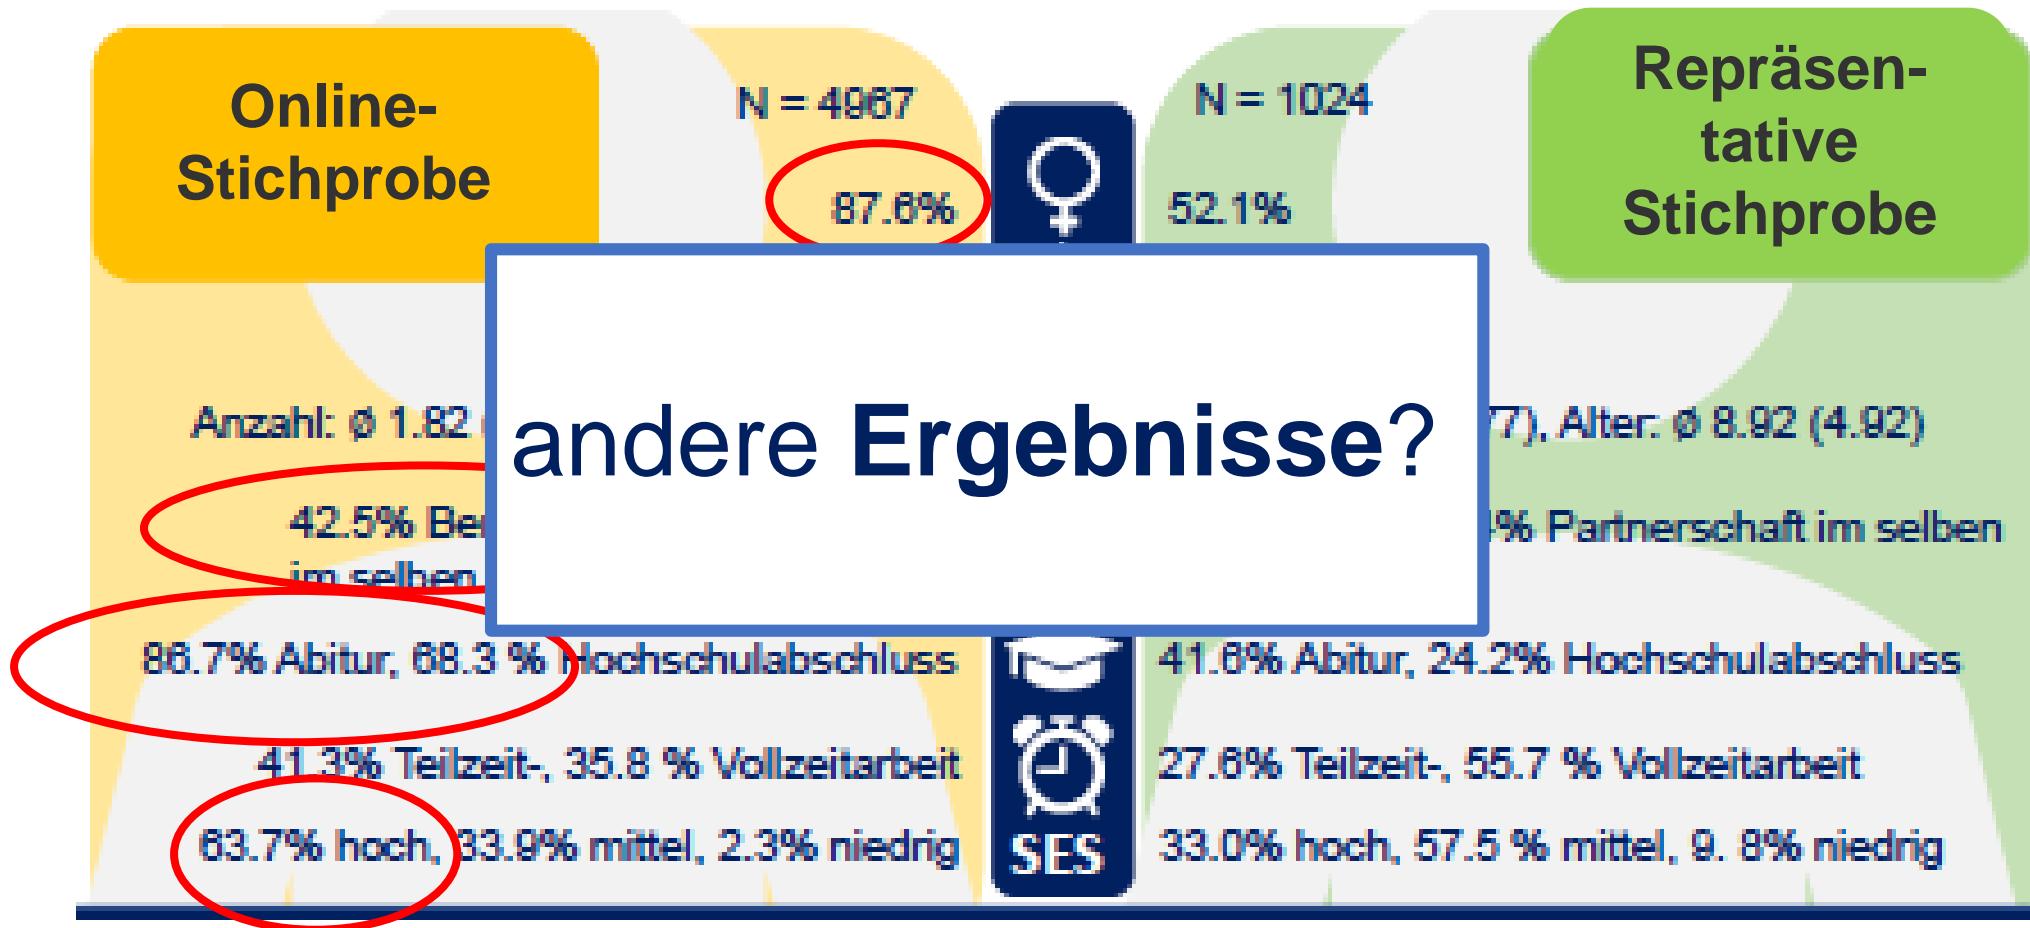 Online-
Stichprobe
N = 4967
87.6%
N = 1024
52.1%
Repräsen-
tative
Stichprobe
andere Ergebnisse?
Anzahl: ø 1.82
77), Alter: ø 8.92 (4.92)
42.5%
im selben
% Partnerschaft im selben
86.7% Abitur, 68.3 % Hochschulabschluss
41.6% Abitur, 24.2% Hochschulabschluss
41.3% Teilzeit-, 35.8 % Vollzeitarbeit
27.6% Teilzeit-, 55.7 % Vollzeitarbeit
63.7% hoch, 33.9% mittel, 2.3% niedrig
SES
33.0% hoch, 57.5 % mittel, 9. 8% niedrig